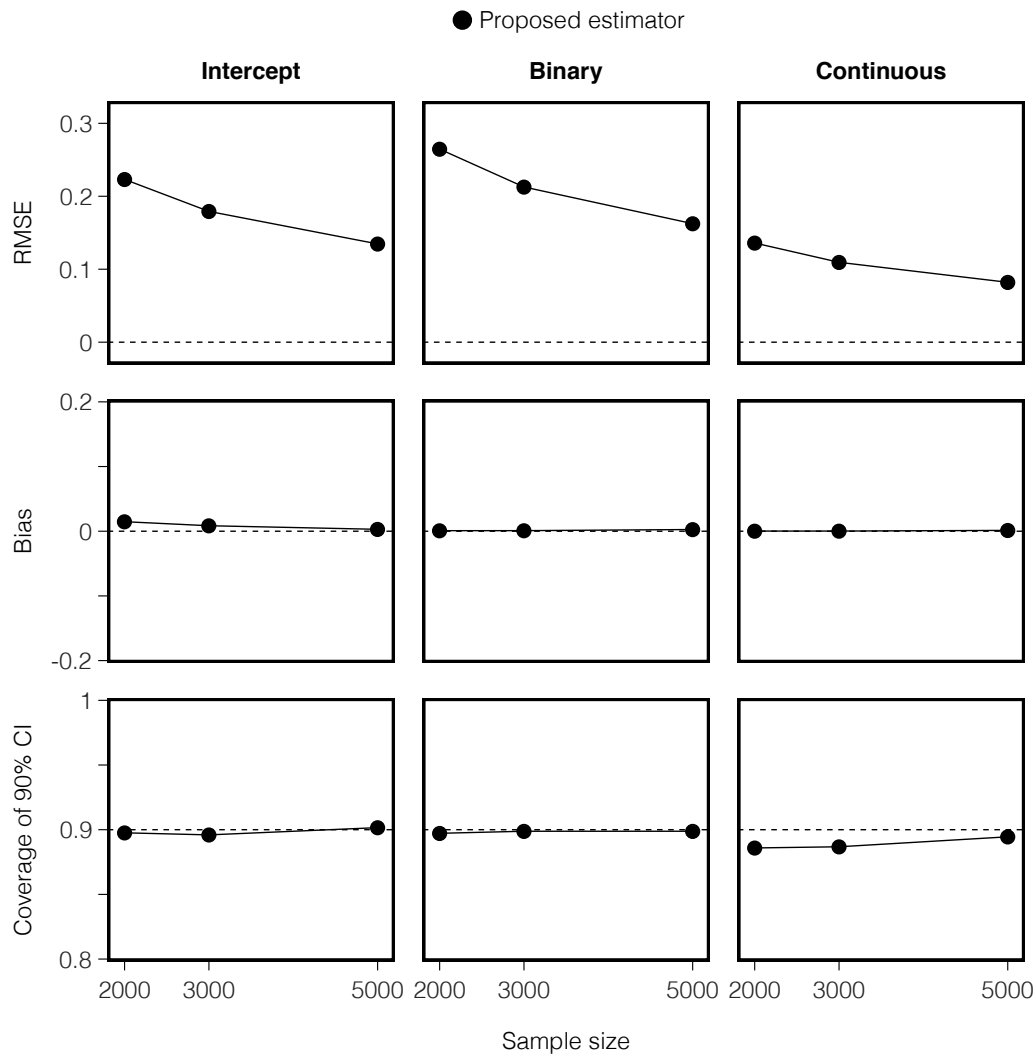 Proposed estimator
Intercept Binary Continuous
RMSE
0.3
0.2
0.1
0
Bias
0.2
0
-0.2
Coverage of 90% CI
1
0.9
0.8
2000 3000 5000 2000 3000 5000 2000 3000 5000
Sample size